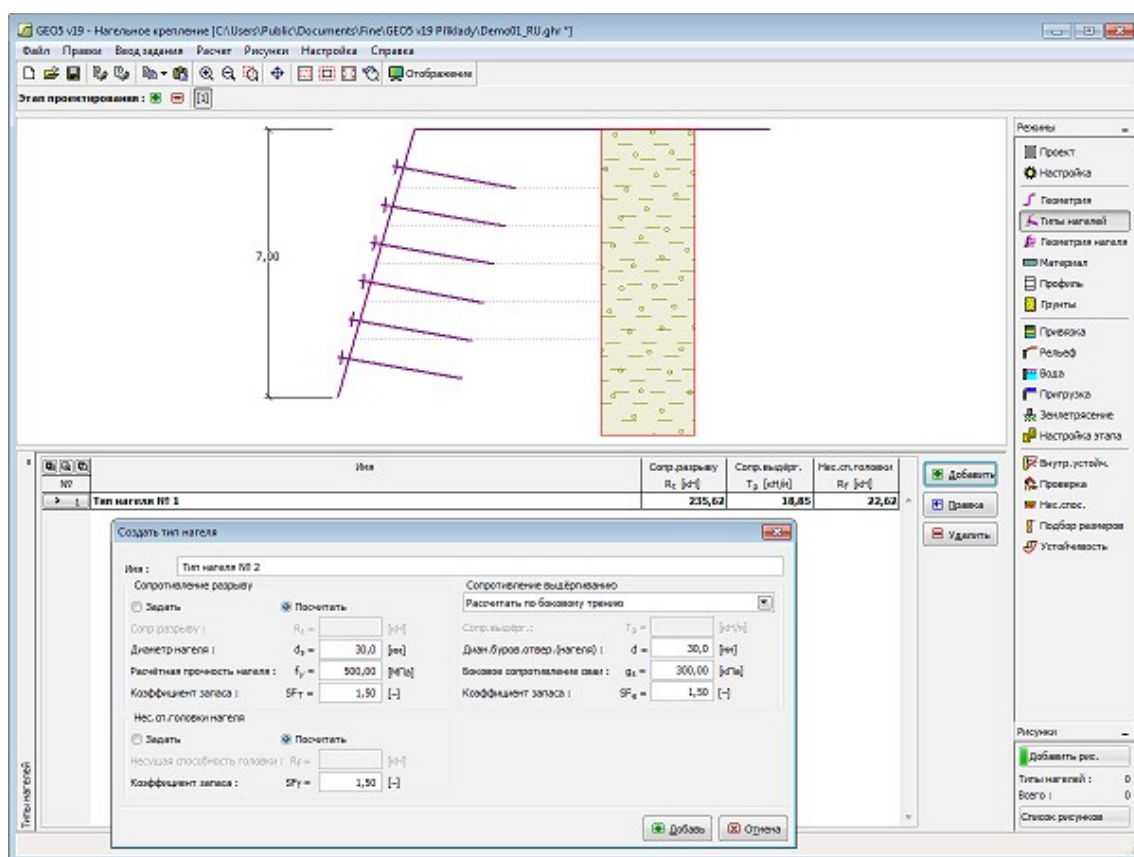 GEO5 v19 - Нагельное крепление [C:\Users\Public\Documents\Fine\GEO5 v19 Příklady\Demo01_RU.ghr *]
Файл Правки Ввод задания Расчет Рисунки Настройка Справка
Отображение
Этап проектирования : [1]
7,00
Режимы
Проект
Настройка
Геометрия
Типы нагелей
Геометрия нагеля
Материал
Профиль
Грунты
Привязка
Рельеф
Вода
Пригрузка
Землетрясение
Настройка этапа
Внутр.устойч.
Проверка
Нес.спос.
Подбор размеров
Устойчивость
Рисунки
Добавить рис.
Типы нагелей : 0
Всего : 0
Список рисунков
Типы нагелей
№ Имя Сопр.разрыву Rt [кН] Сопр.выдёрг. Tp [кН/м] Нес.сп.головки Rf [кН]
1 Тип нагеля № 1 235,62 18,85 22,62
Добавить
Правка
Удалить
Создать тип нагеля
Имя : Тип нагеля № 2
Сопротивление разрыву
Задать Посчитать
Сопр.разрыву : Rt = [кН]
Диаметр нагеля : ds = 30,0 [мм]
Расчётная прочность нагеля : fy = 500,00 [МПа]
Коэффициент запаса : SFT = 1,50 [–]
Нес.сп.головки нагеля
Задать Посчитать
Несущая способность головки : Rf = [кН]
Коэффициент запаса : SFf = 1,50 [–]
Сопротивление выдёргиванию
Рассчитать по боковому трению
Сопр.выдёрг.: Tp = [кН/м]
Диам.буров.отвер.(нагеля) : d = 30,0 [мм]
Боковое сопротивление сваи : gs = 300,00 [кПа]
Коэффициент запаса : SFe = 1,50 [–]
Добавь
Отмена